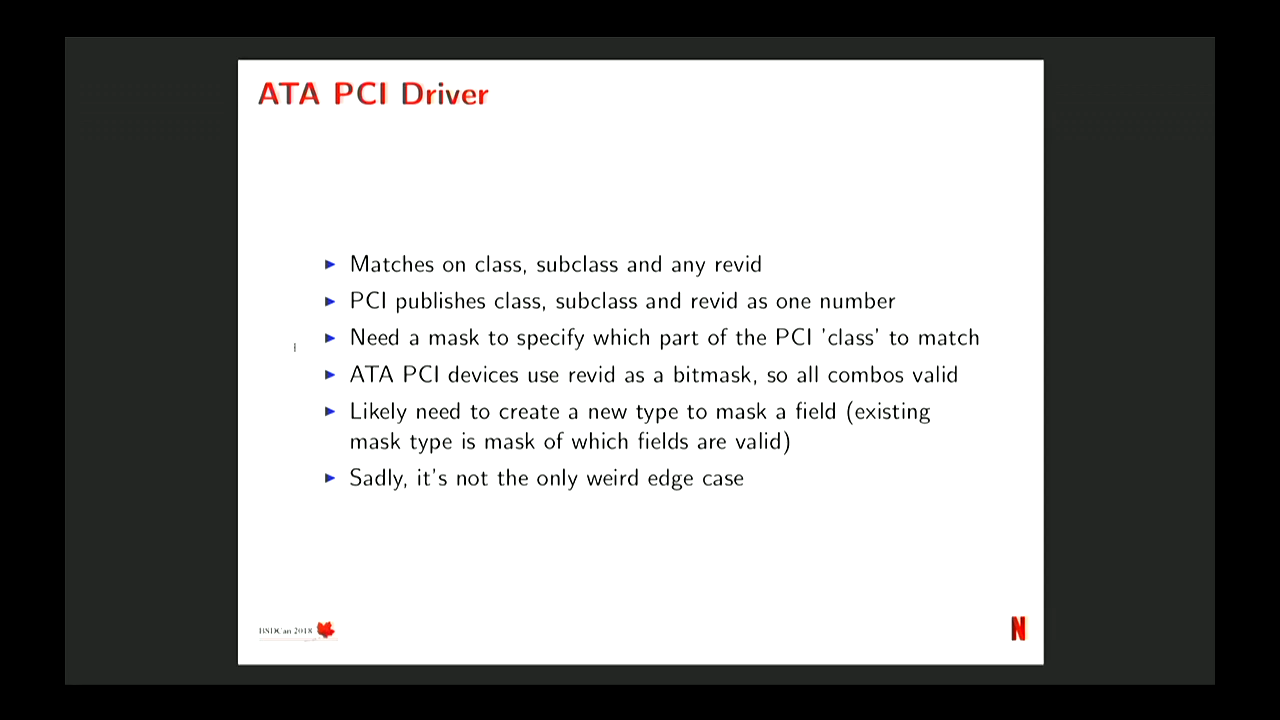 ATA PCI Driver
Matches on class, subclass and any revid
PCI publishes class, subclass and revid as one number
Need a mask to specify which part of the PCI 'class' to match
ATA PCI devices use revid as a bitmask, so all combos valid
Likely need to create a new type to mask a field (existing
mask type is mask of which fields are valid)
Sadly, it's not the only weird edge case
BSDCan 2018
N